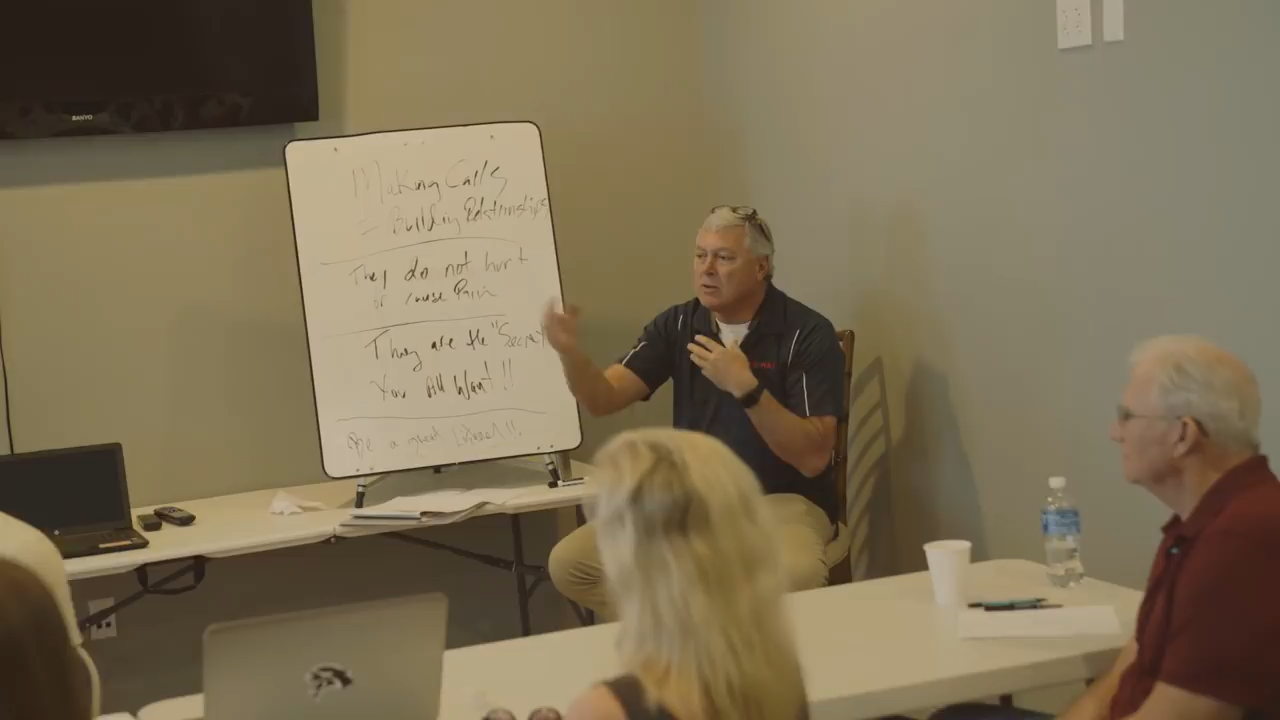 SANYO
Making Calls
= Building Relationships
They do not hurt
or cause Pain
They are the "Secret
You All Want!!
Be a great Listener!!.